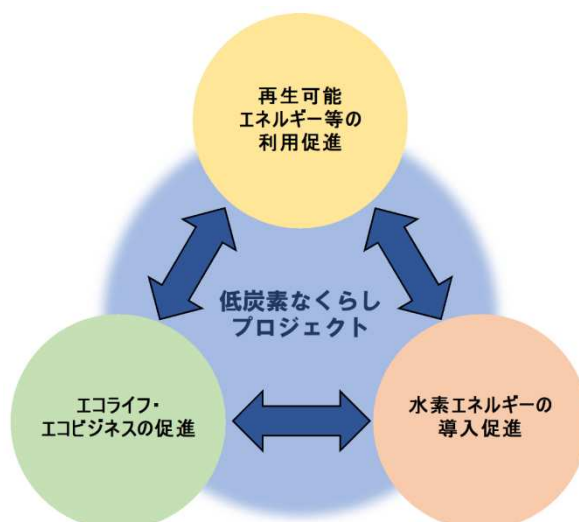 再生可能
エネルギー等の
利用促進
低炭素なくらし
プロジェクト
エコライフ・
エコビジネスの促進
水素エネルギーの
導入促進